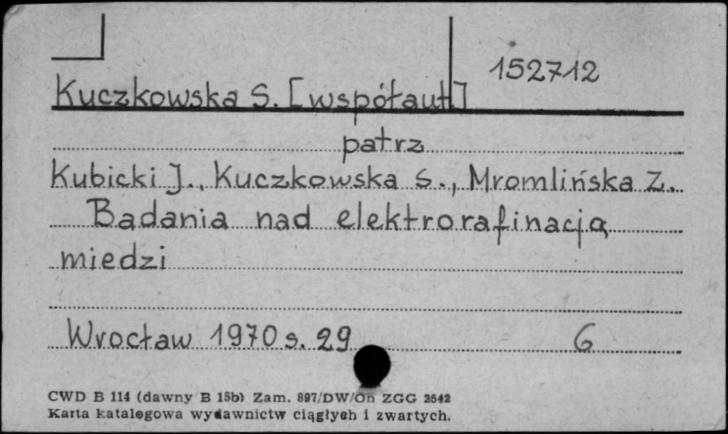 152712
Kuczkowska S. [współaut]
patrz
Kubicki J., Kuczkowska S., Mromlińska Z.
Badania nad elektrorafinacją
miedzi
Wrocław 1970 s. 29 6
CWD B 114 (dawny B 15b) Zam. 897/DW/On ZGG 2542
Karta katalogowa wydawnictw ciągłych i zwartych.